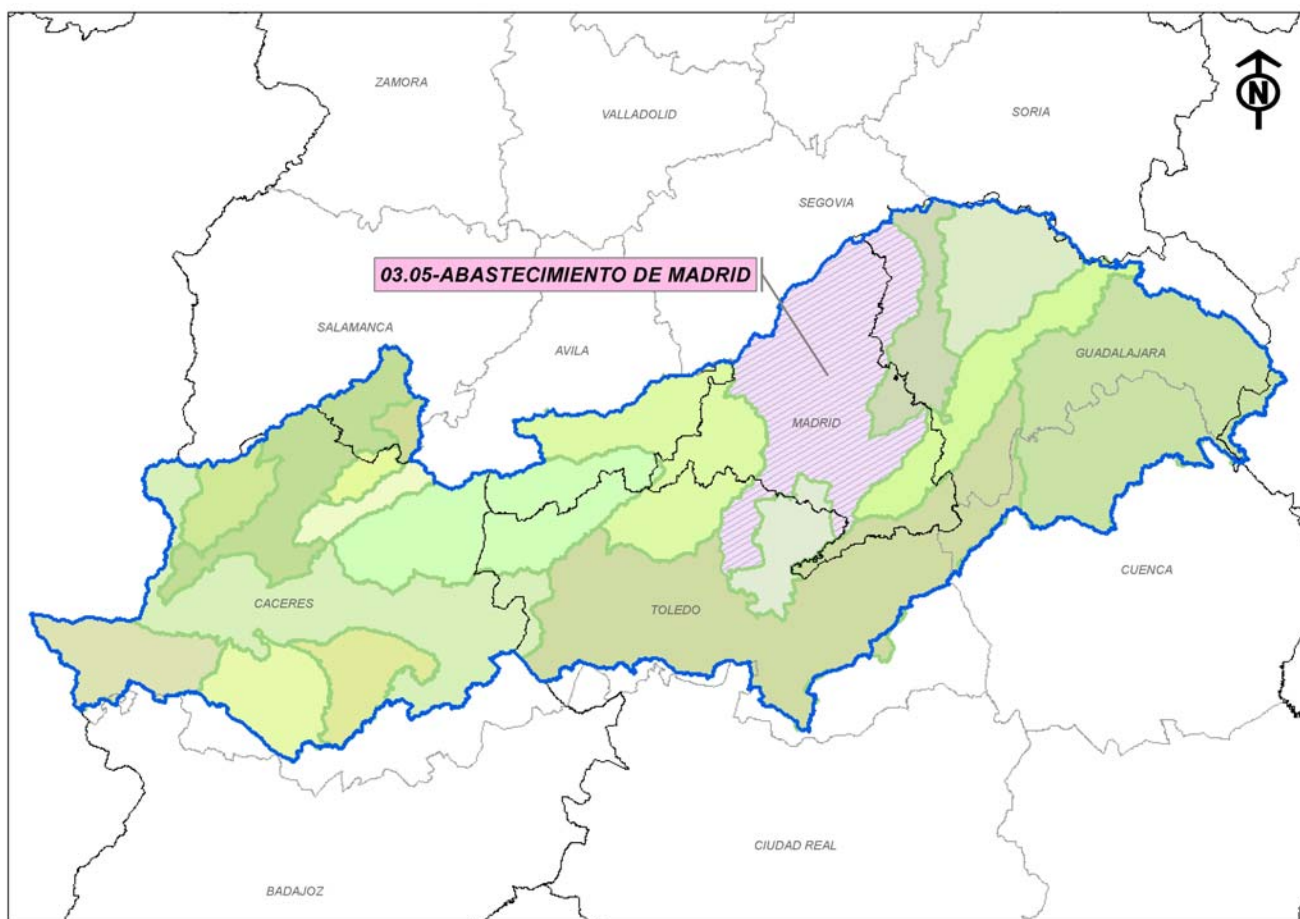 ZAMORA
VALLADOLID
SORIA
N
SEGOVIA
03.05-ABASTECIMIENTO DE MADRID
SALAMANCA
AVILA
GUADALAJARA
MADRID
CUENCA
CACERES
TOLEDO
CIUDAD REAL
BADAJOZ